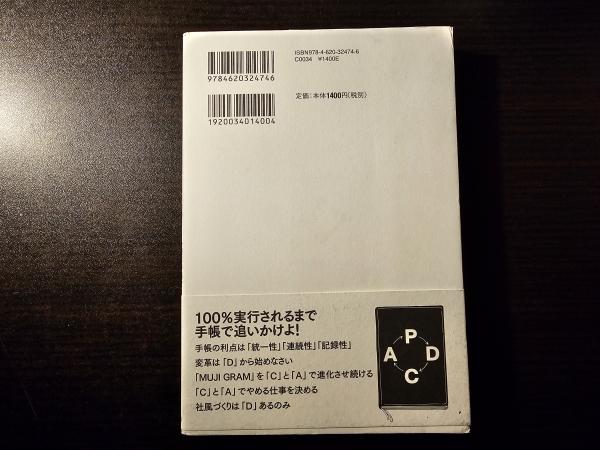 ISBN978-4-620-32474-6
C0034 ¥1400E
9784620324746
定価：本体1400円(税別)
1920034014004
100%実行されるまで
手帳で追いかけよ！
手帳の利点は「統一性」「連続性」「記録性」
変革は「D」から始めなさい
「MUJI GRAM」を「C」と「A」で進化させ続ける
「C」と「A」でやめる仕事を決める
社風づくりは「D」あるのみ
P
A D
C